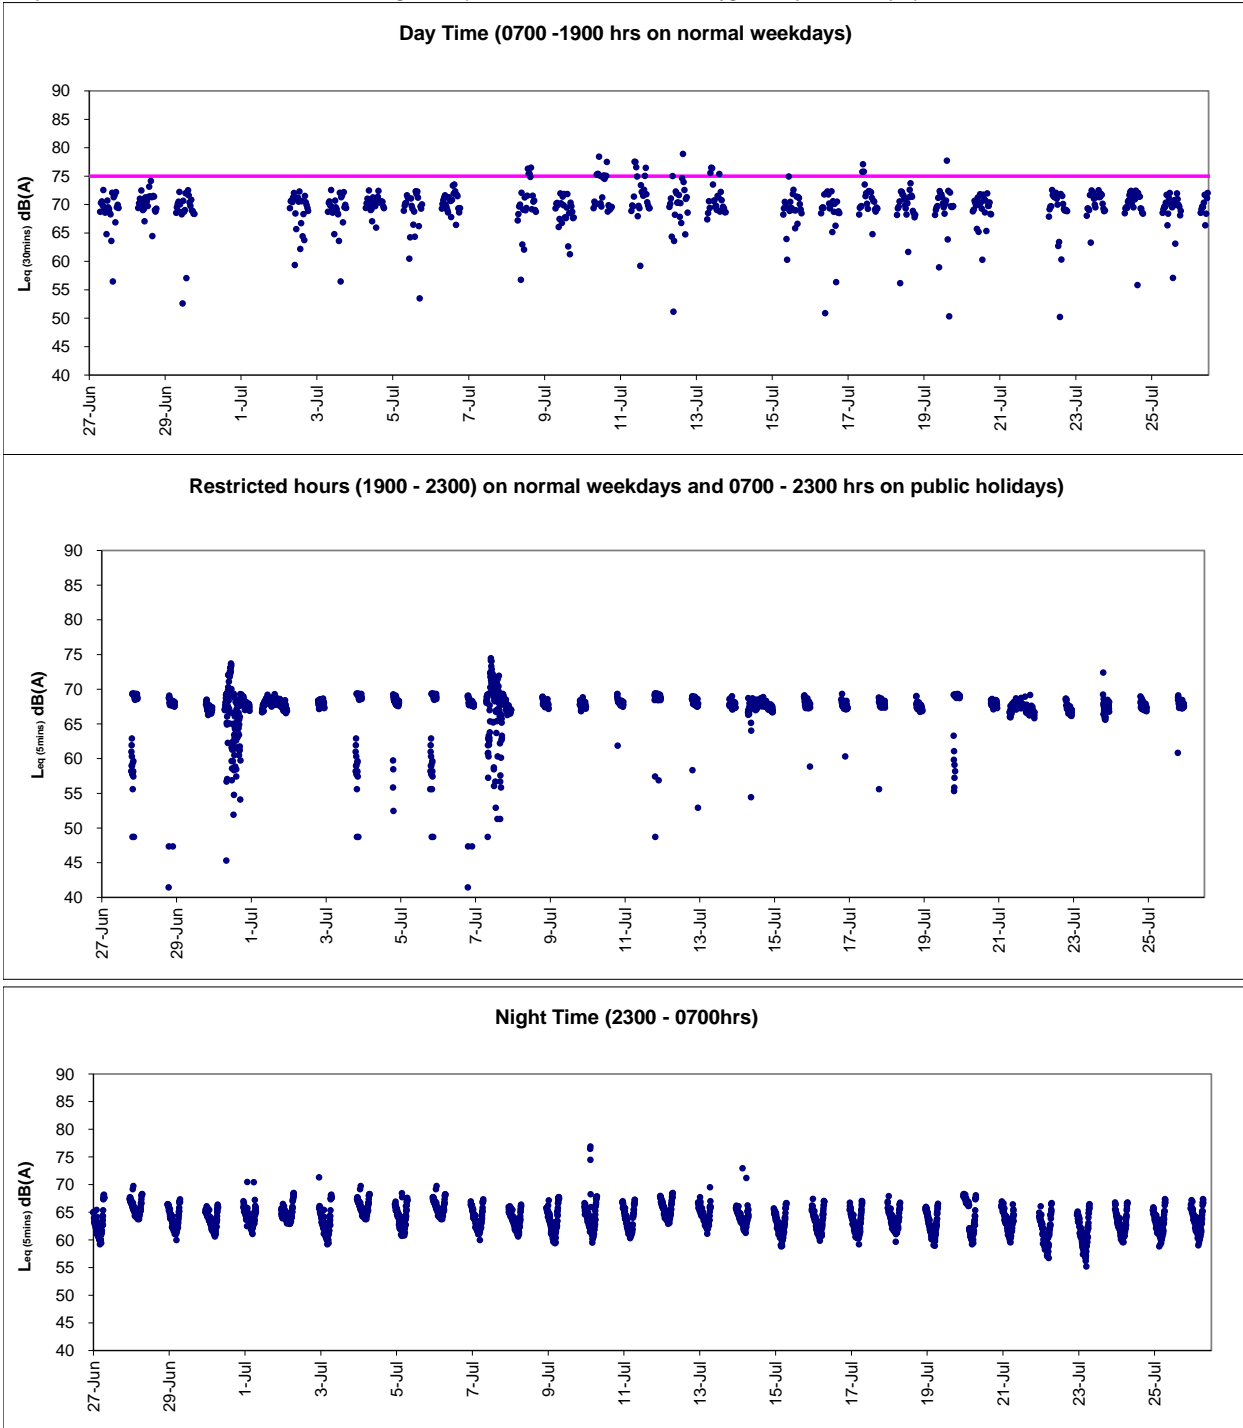 Day Time (0700 -1900 hrs on normal weekdays)
90
85
80
75
70
65
60
55
50
45
40
Leq (30mins) dB(A)
27-Jun
29-Jun
1-Jul
3-Jul
5-Jul
7-Jul
9-Jul
11-Jul
13-Jul
15-Jul
17-Jul
19-Jul
21-Jul
23-Jul
25-Jul
Restricted hours (1900 - 2300) on normal weekdays and 0700 - 2300 hrs on public holidays)
90
85
80
75
70
65
60
55
50
45
40
Leq (5mins) dB(A)
27-Jun
29-Jun
1-Jul
3-Jul
5-Jul
7-Jul
9-Jul
11-Jul
13-Jul
15-Jul
17-Jul
19-Jul
21-Jul
23-Jul
25-Jul
Night Time (2300 - 0700hrs)
90
85
80
75
70
65
60
55
50
45
40
Leq (5mins) dB(A)
27-Jun
29-Jun
1-Jul
3-Jul
5-Jul
7-Jul
9-Jul
11-Jul
13-Jul
15-Jul
17-Jul
19-Jul
21-Jul
23-Jul
25-Jul